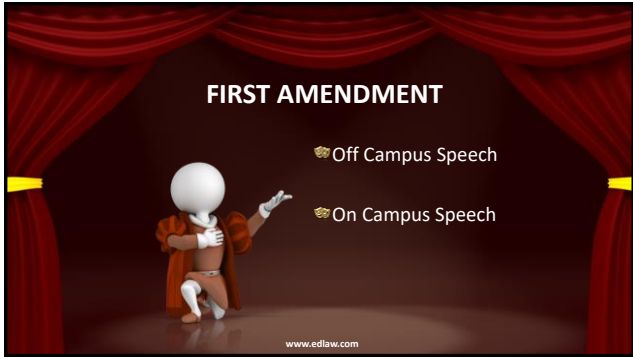 FIRST AMENDMENT
Off Campus Speech
On Campus Speech
www.edlaw.com